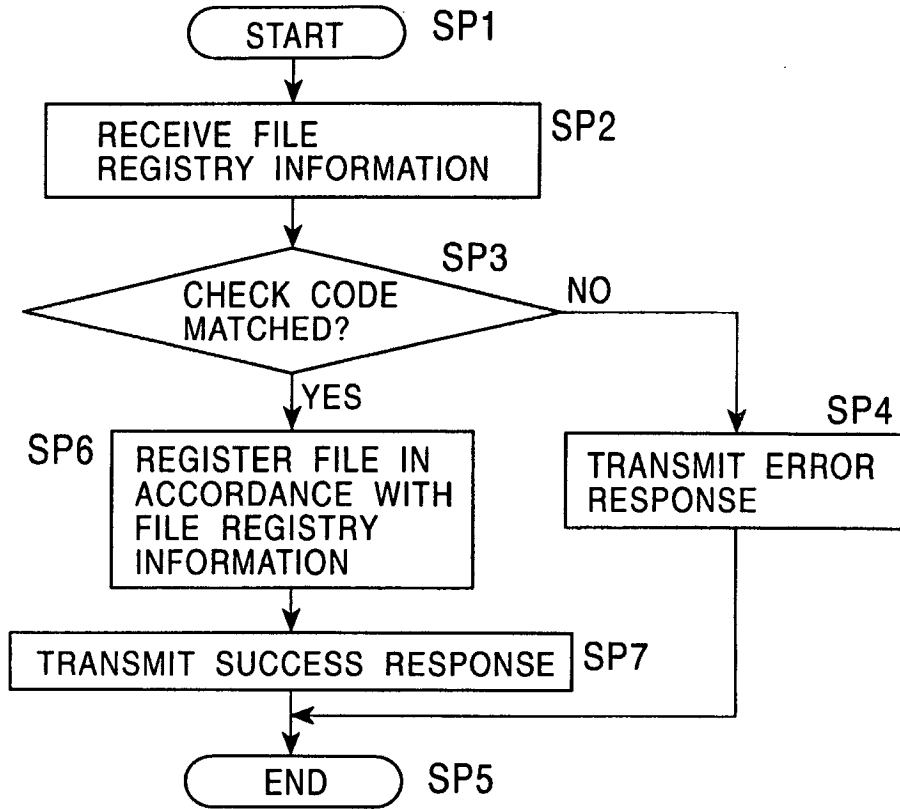 START
SP1
RECEIVE FILE
REGISTRY INFORMATION
SP2
SP3
CHECK CODE
MATCHED?
NO
YES
SP4
SP6
REGISTER FILE IN
ACCORDANCE WITH
FILE REGISTRY
INFORMATION
TRANSMIT ERROR
RESPONSE
TRANSMIT SUCCESS RESPONSE
SP7
END
SP5